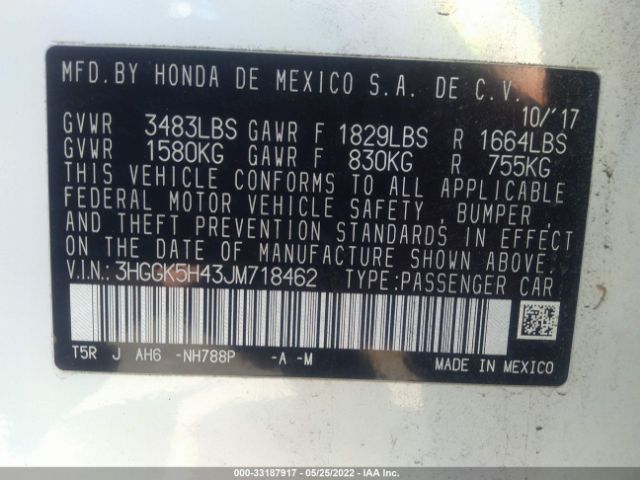 MFD. BY HONDA DE MEXICO S.A. DE C.V.
10/'17
GVWR 3483LBS GAWR F 1829LBS R 1664LBS
GVWR 1580KG GAWR F 830KG R 755KG
THIS VEHICLE CONFORMS TO ALL APPLICABLE
FEDERAL MOTOR VEHICLE SAFETY , BUMPER ,
AND THEFT PREVENTION STANDARDS IN EFFECT
ON THE DATE OF MANUFACTURE SHOWN ABOVE.
V.I.N.: 3HGGK5H43JM718462 TYPE:PASSENGER CAR
T5R J AH6 -NH788P -A -M
MADE IN MEXICO
000-33187917 - 05/25/2022 - IAA Inc.